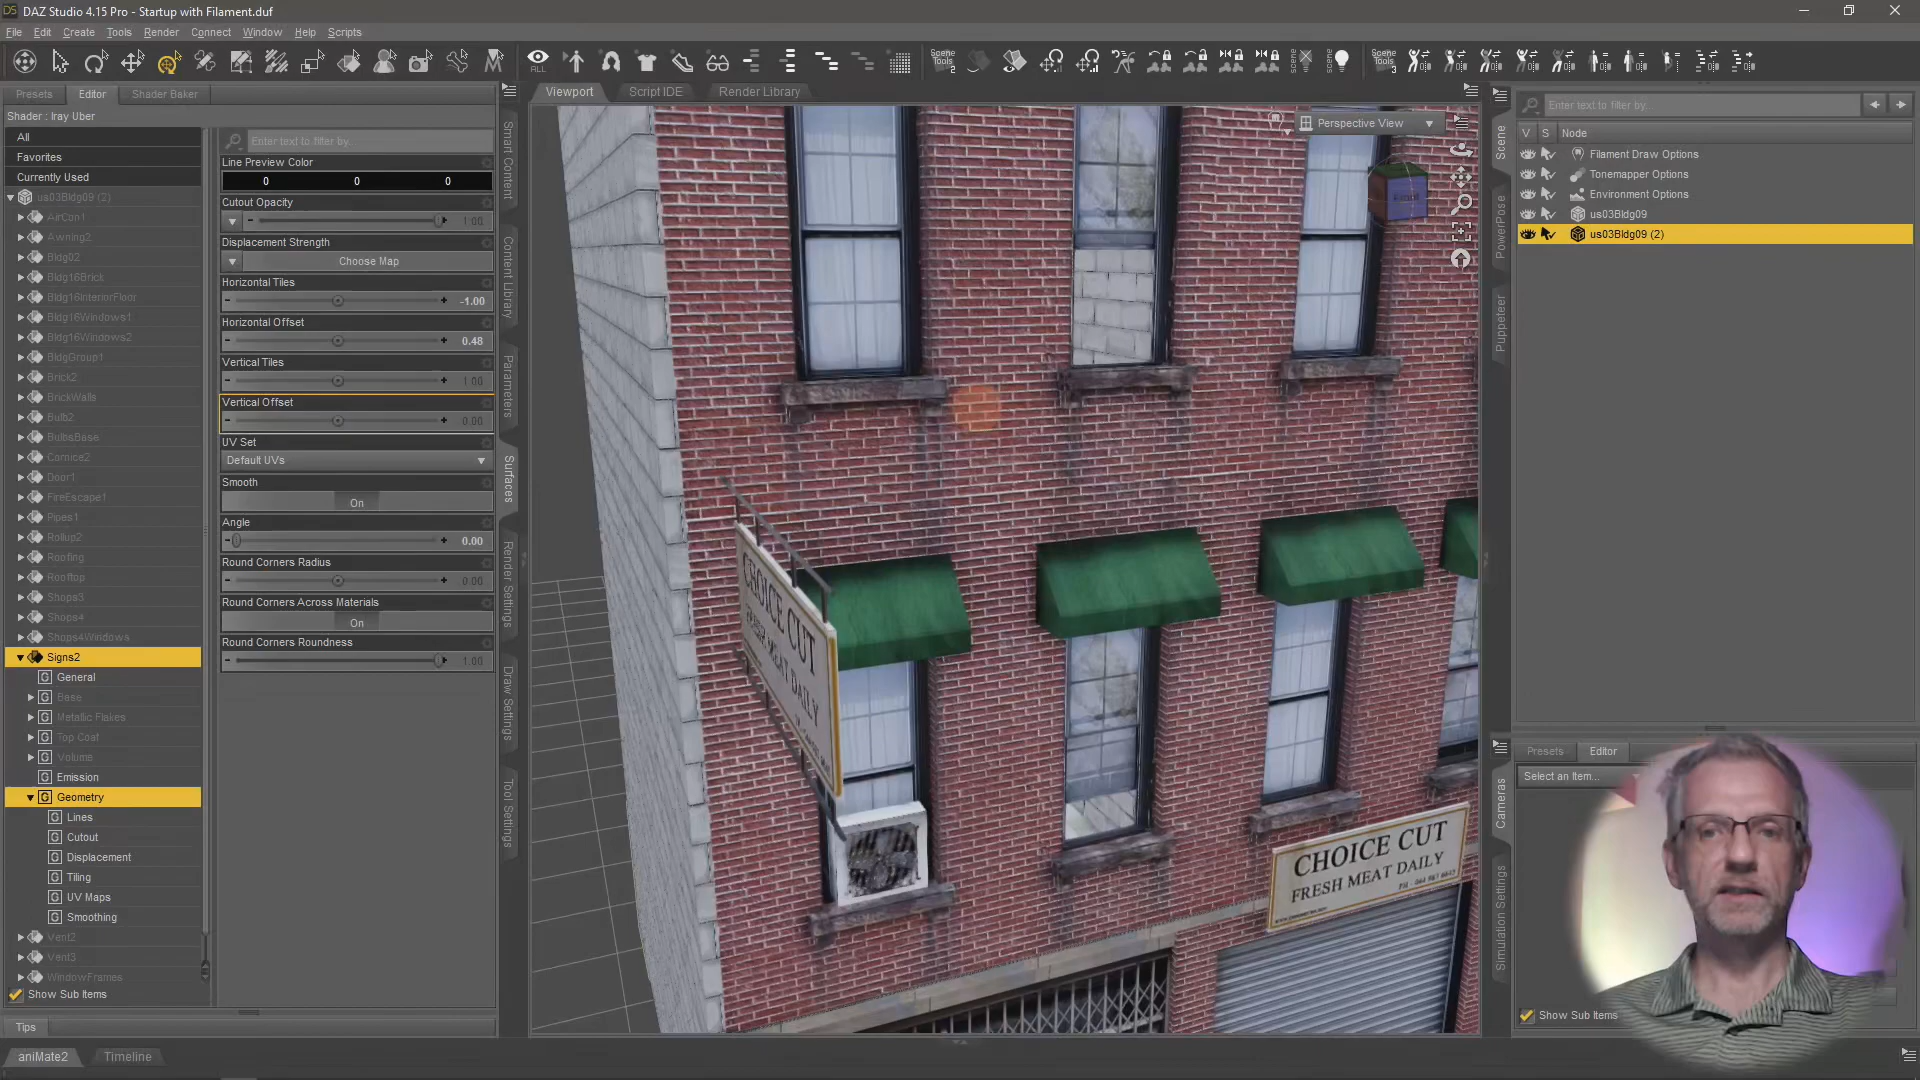 DAZ Studio 4.15 Pro - Startup with Filament.duf
File Edit Create Tools Render Connect Window Help Scripts
ALL
Scene Tools 2
Scene Tools 3
Presets Editor Shader Baker
Viewport Script IDE Render Library
Shader : Iray Uber
Enter text to filter by...
All
Favorites
Currently Used
us03Bldg09 (2)
AirCon1
Awning2
Bldg02
Bldg16Brick
Bldg16InteriorFloor
Bldg16Windows1
Bldg16Windows2
BldgGroup1
Brick2
BrickWalls
Bulb2
BulbsBase
Cornice2
Door1
FireEscape1
Pipes1
Rollup2
Roofing
Rooftop
Shops3
Shops4
Shops4Windows
Signs2
General
Base
Metallic Flakes
Top Coat
Volume
Emission
Geometry
Lines
Cutout
Displacement
Tiling
UV Maps
Smoothing
Vent2
Vent3
WindowFrames
Show Sub Items
Tips
aniMate2 Timeline
Line Preview Color
0 0 0
Cutout Opacity
1.00
Displacement Strength
Choose Map
Horizontal Tiles
-1.00
Horizontal Offset
0.48
Vertical Tiles
1.00
Vertical Offset
0.00
UV Set
Default UVs
Smooth
On
Angle
0.00
Round Corners Radius
0.00
Round Corners Across Materials
On
Round Corners Roundness
1.00
Smart Content
Content Library
Parameters
Surfaces
Render Settings
Draw Settings
Tool Settings
Perspective View
Front
CHOICE CUT
FRESH MEAT DAILY
CHOICE CUT
FRESH MEAT DAILY
Scene
PowerPose
Puppeteer
Enter text to filter by...
V S Node
Filament Draw Options
Tonemapper Options
Environment Options
us03Bldg09
us03Bldg09 (2)
Presets Editor
Select an Item...
Cameras
Simulation Settings
Show Sub Items